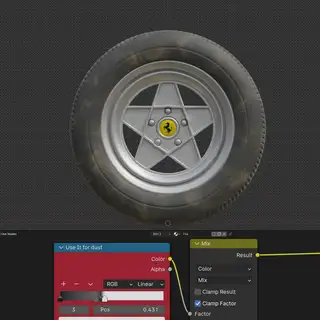 Use It for dust
Color
Alpha
RGB
Linear
3
Pos
0.431
Mix
Result
Color
Mix
Clamp Result
Clamp Factor
Factor